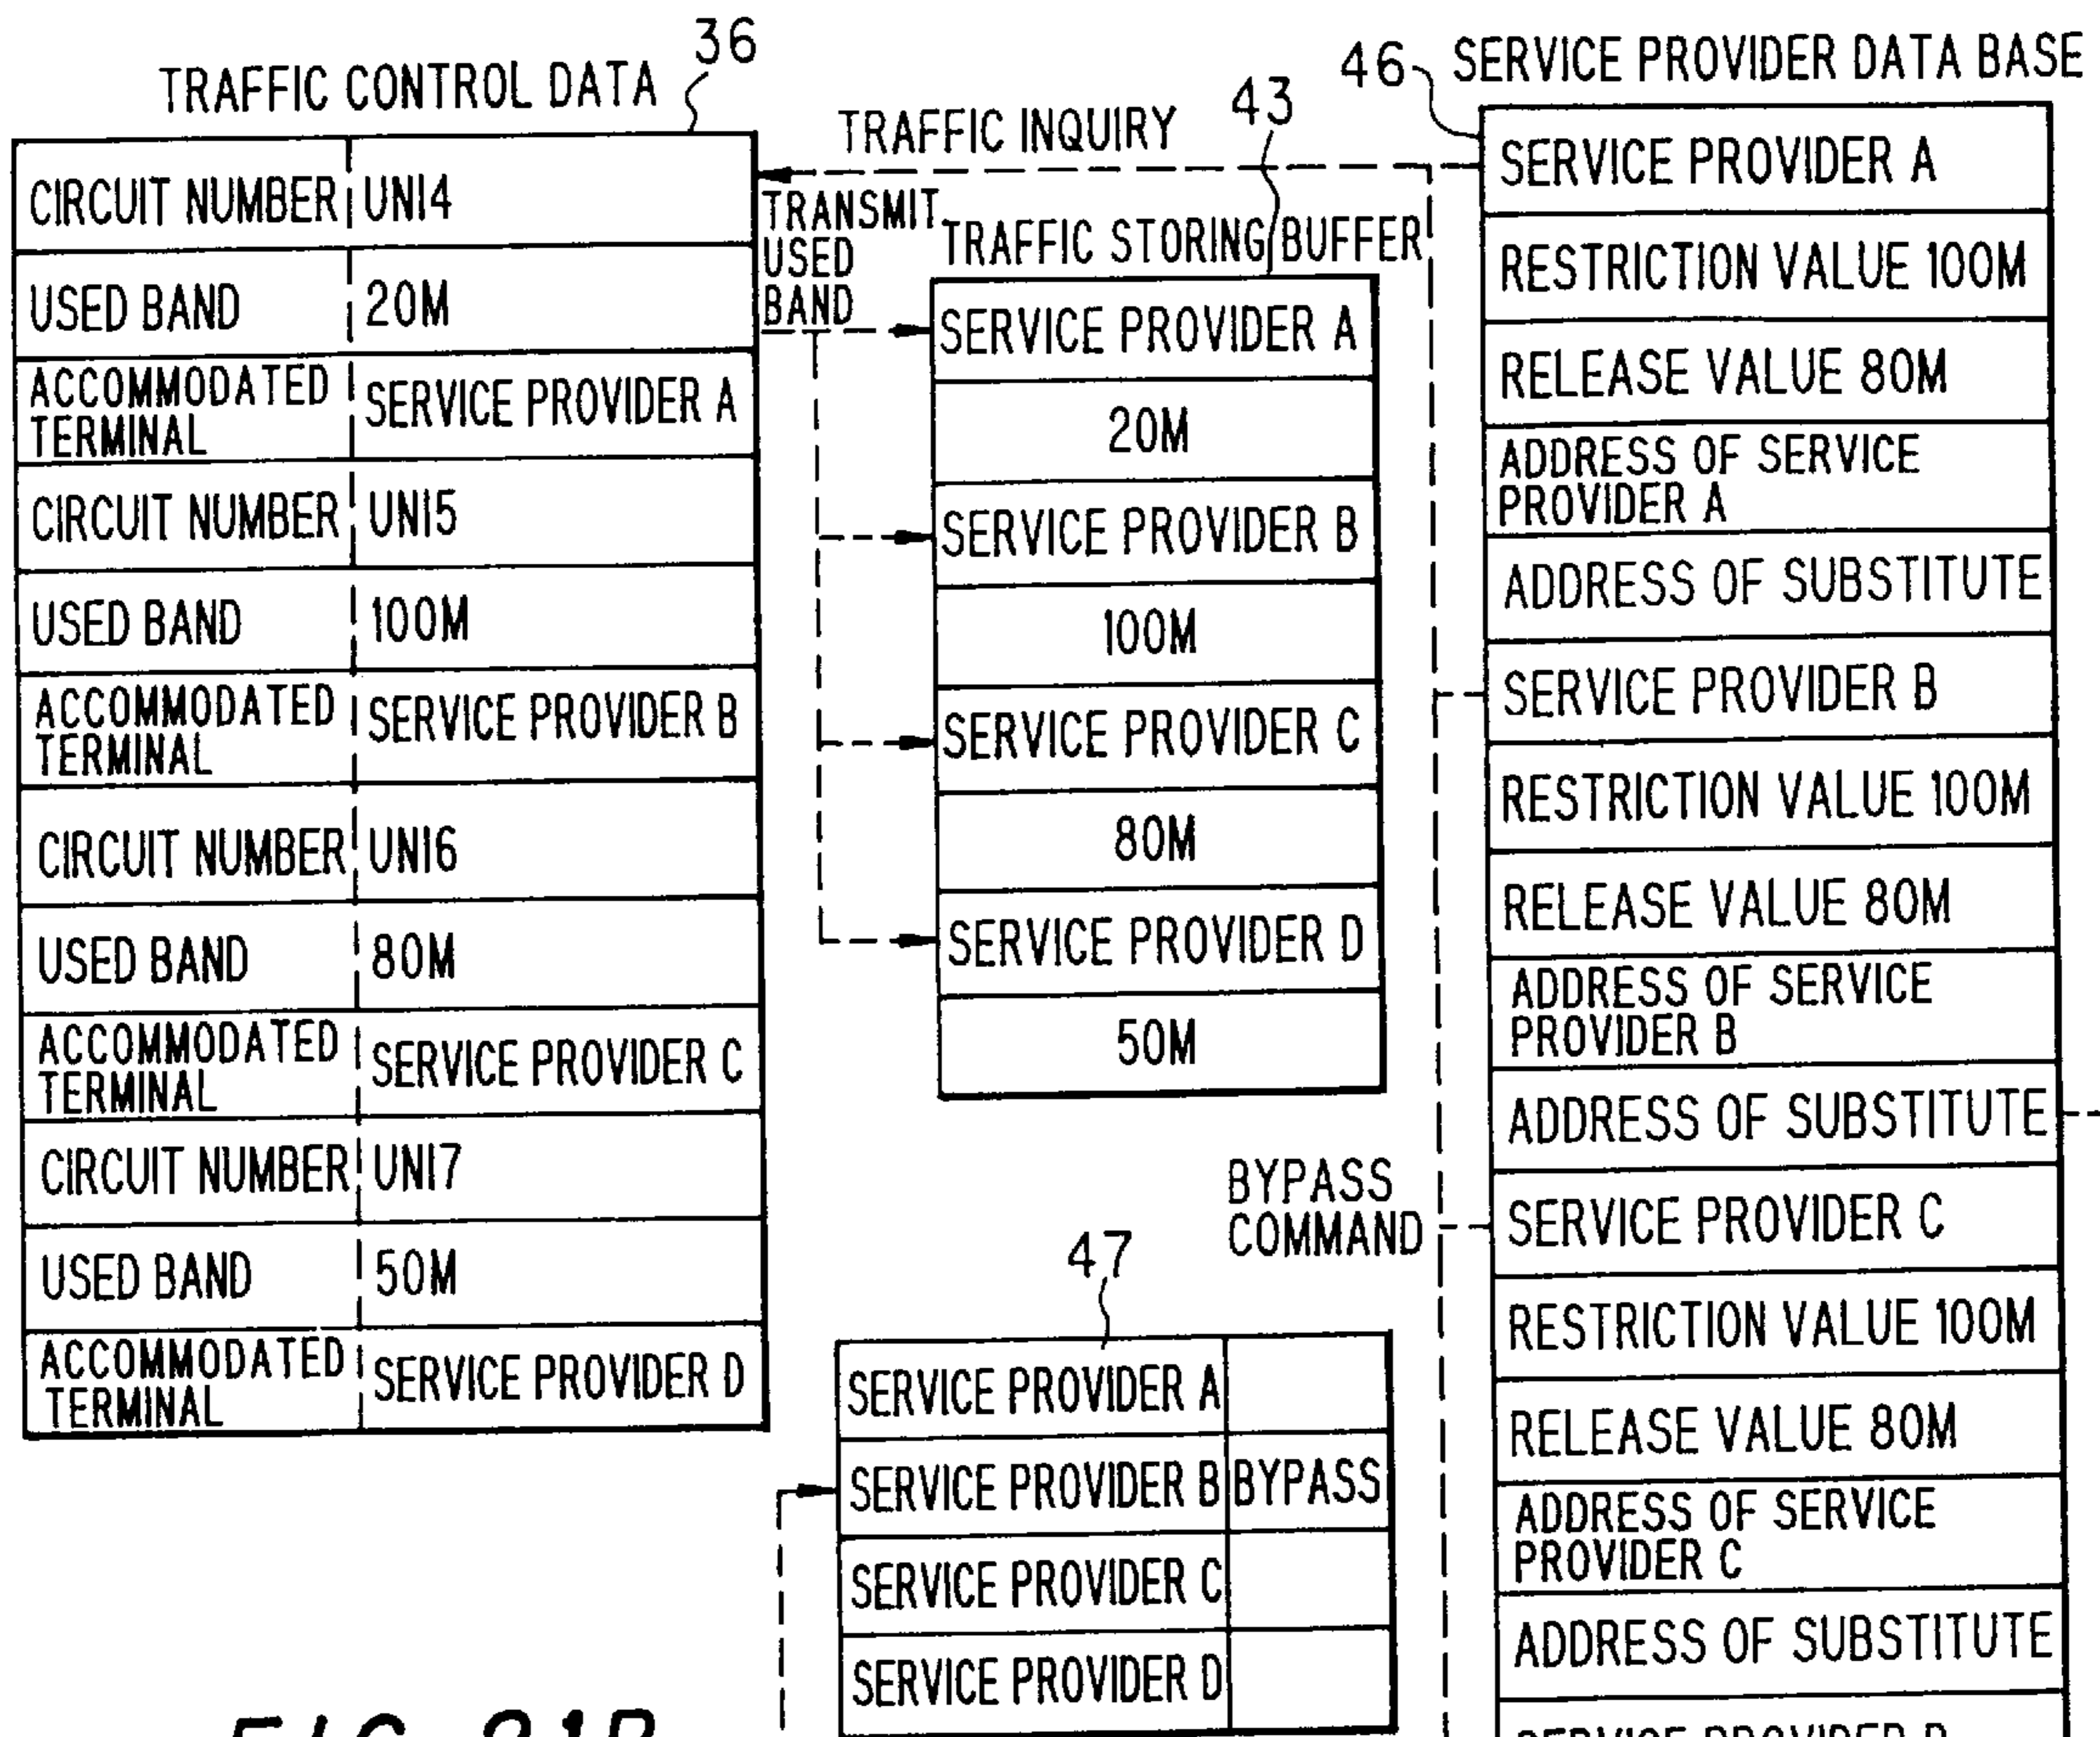 36
TRAFFIC CONTROL DATA
CIRCUIT NUMBER UNI4
USED BAND 20M
ACCOMMODATED TERMINAL SERVICE PROVIDER A
CIRCUIT NUMBER UNI5
USED BAND 100M
ACCOMMODATED TERMINAL SERVICE PROVIDER B
CIRCUIT NUMBER UNI6
USED BAND 80M
ACCOMMODATED TERMINAL SERVICE PROVIDER C
CIRCUIT NUMBER UNI7
USED BAND 50M
ACCOMMODATED TERMINAL SERVICE PROVIDER D
TRAFFIC INQUIRY
TRANSMIT
USED
BAND
43
TRAFFIC STORING BUFFER
SERVICE PROVIDER A
20M
SERVICE PROVIDER B
100M
SERVICE PROVIDER C
80M
SERVICE PROVIDER D
50M
BYPASS
COMMAND
47
SERVICE PROVIDER A
SERVICE PROVIDER B BYPASS
SERVICE PROVIDER C
SERVICE PROVIDER D
46
SERVICE PROVIDER DATA BASE
SERVICE PROVIDER A
RESTRICTION VALUE 100M
RELEASE VALUE 80M
ADDRESS OF SERVICE
PROVIDER A
ADDRESS OF SUBSTITUTE
SERVICE PROVIDER B
RESTRICTION VALUE 100M
RELEASE VALUE 80M
ADDRESS OF SERVICE
PROVIDER B
ADDRESS OF SUBSTITUTE
SERVICE PROVIDER C
RESTRICTION VALUE 100M
RELEASE VALUE 80M
ADDRESS OF SERVICE
PROVIDER C
ADDRESS OF SUBSTITUTE
SERVICE PROVIDER